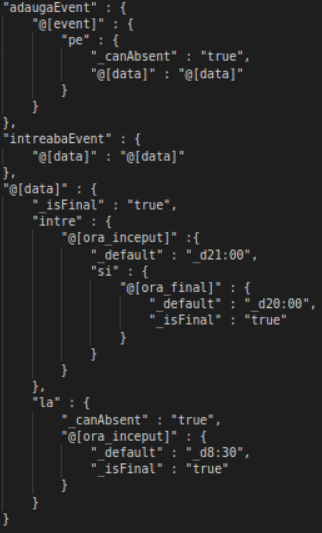 "adaugaEvent" : {
"@[event]" : {
"pe" : {
"_canAbsent" : "true",
"@[data]" : "@[data]"
}
}
},
"intreabaEvent" : {
"@[data]" : "@[data]"
},
"@[data]" : {
"_isFinal" : "true",
"intre" : {
"@[ora_inceput]" :{
"_default" : "_d21:00",
"si" : {
"@[ora_final]" : {
"_default" : "_d20:00",
"_isFinal" : "true"
}
}
}
},
"la" : {
"_canAbsent" : "true",
"@[ora_inceput]" : {
"_default" : "_d8:30",
"_isFinal" : "true"
}
}
}